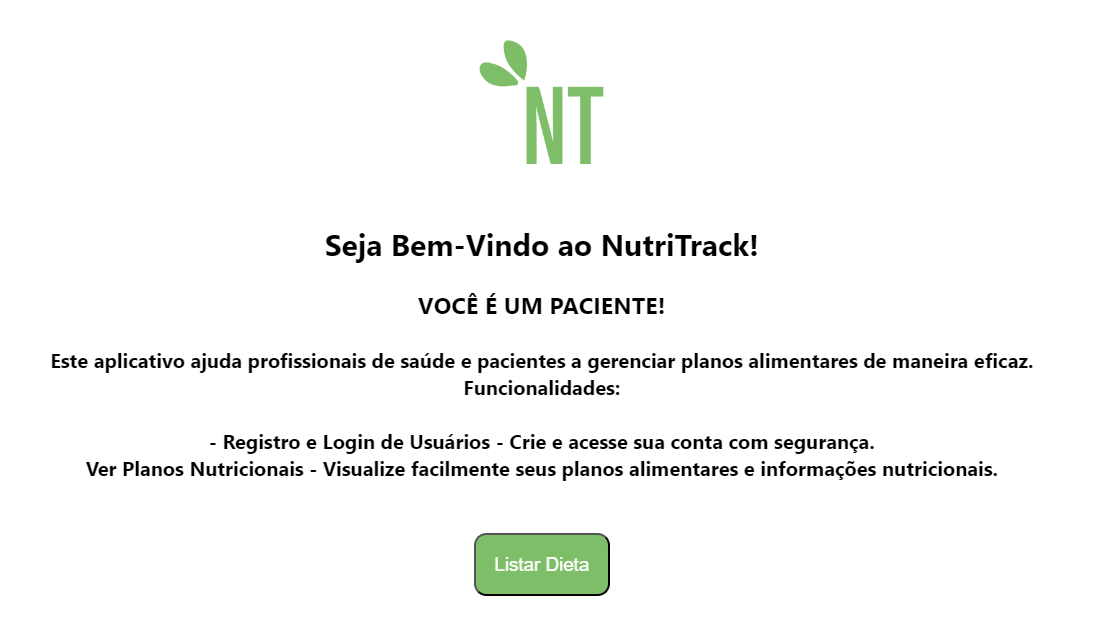 NT
Seja Bem-Vindo ao NutriTrack!
VOCÊ É UM PACIENTE!
Este aplicativo ajuda profissionais de saúde e pacientes a gerenciar planos alimentares de maneira eficaz.
Funcionalidades:
- Registro e Login de Usuários - Crie e acesse sua conta com segurança.
Ver Planos Nutricionais - Visualize facilmente seus planos alimentares e informações nutricionais.
Listar Dieta